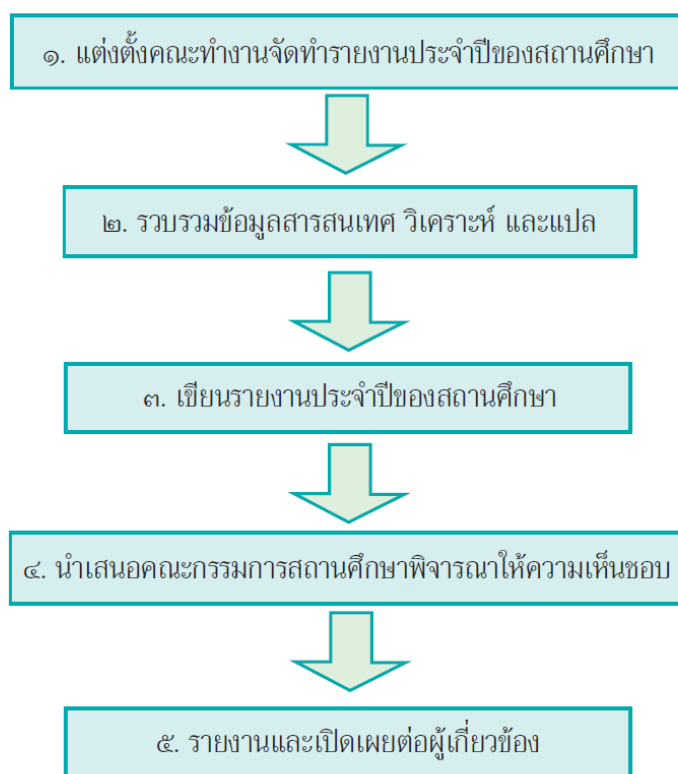 ๑. แต่งตั้งคณะทำงานจัดทำรายงานประจำปีของสถานศึกษา
๒. รวบรวมข้อมูลสารสนเทศ วิเคราะห์ และแปล
๓. เขียนรายงานประจำปีของสถานศึกษา
๔. นำเสนอคณะกรรมการสถานศึกษาพิจารณาให้ความเห็นชอบ
๕. รายงานและเปิดเผยต่อผู้เกี่ยวข้อง